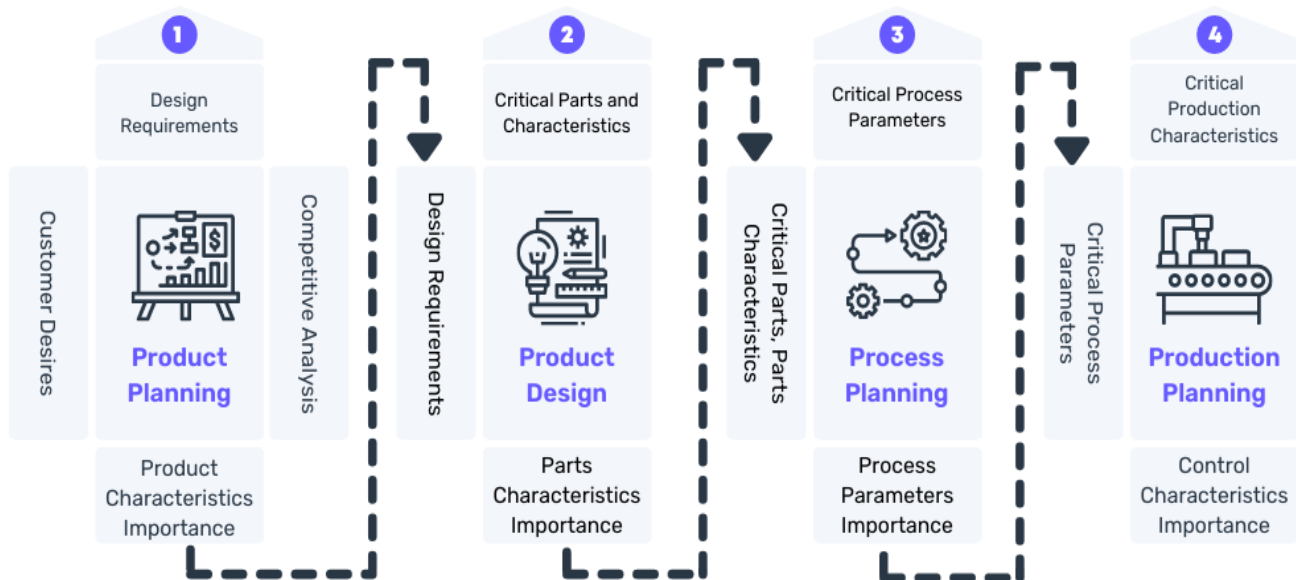 1
Design
Requirements
Customer Desires
$
Product
Planning
Competitive Analysis
Product
Characteristics
Importance
2
Critical Parts and
Characteristics
Design Requirements
Product
Design
Parts
Characteristics
Importance
3
Critical Process
Parameters
Critical Parts, Parts
Characteristics
Process
Planning
Process
Parameters
Importance
4
Critical
Production
Characteristics
Critical Process
Parameters
Production
Planning
Control
Characteristics
Importance